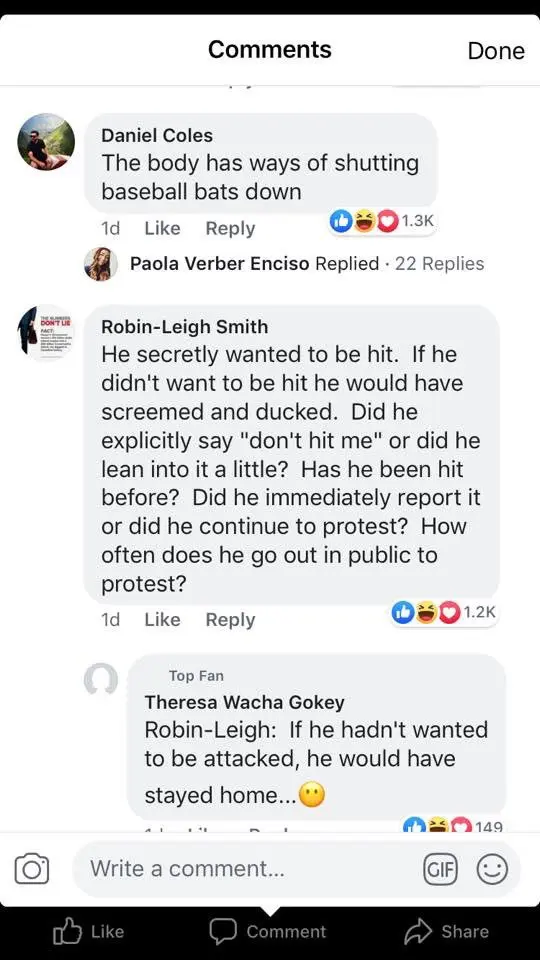 Comments
Done
Daniel Coles
The body has ways of shutting
baseball bats down
1d Like Reply 1.3K
Paola Verber Enciso Replied · 22 Replies
THE NUMBERS
DON'T LIE
FACT:
Robin-Leigh Smith
He secretly wanted to be hit. If he
didn't want to be hit he would have
screemed and ducked. Did he
explicitly say "don't hit me" or did he
lean into it a little? Has he been hit
before? Did he immediately report it
or did he continue to protest? How
often does he go out in public to
protest?
1d Like Reply 1.2K
Top Fan
Theresa Wacha Gokey
Robin-Leigh: If he hadn't wanted
to be attacked, he would have
stayed home...😶
149
Write a comment...
GIF
Like Comment Share